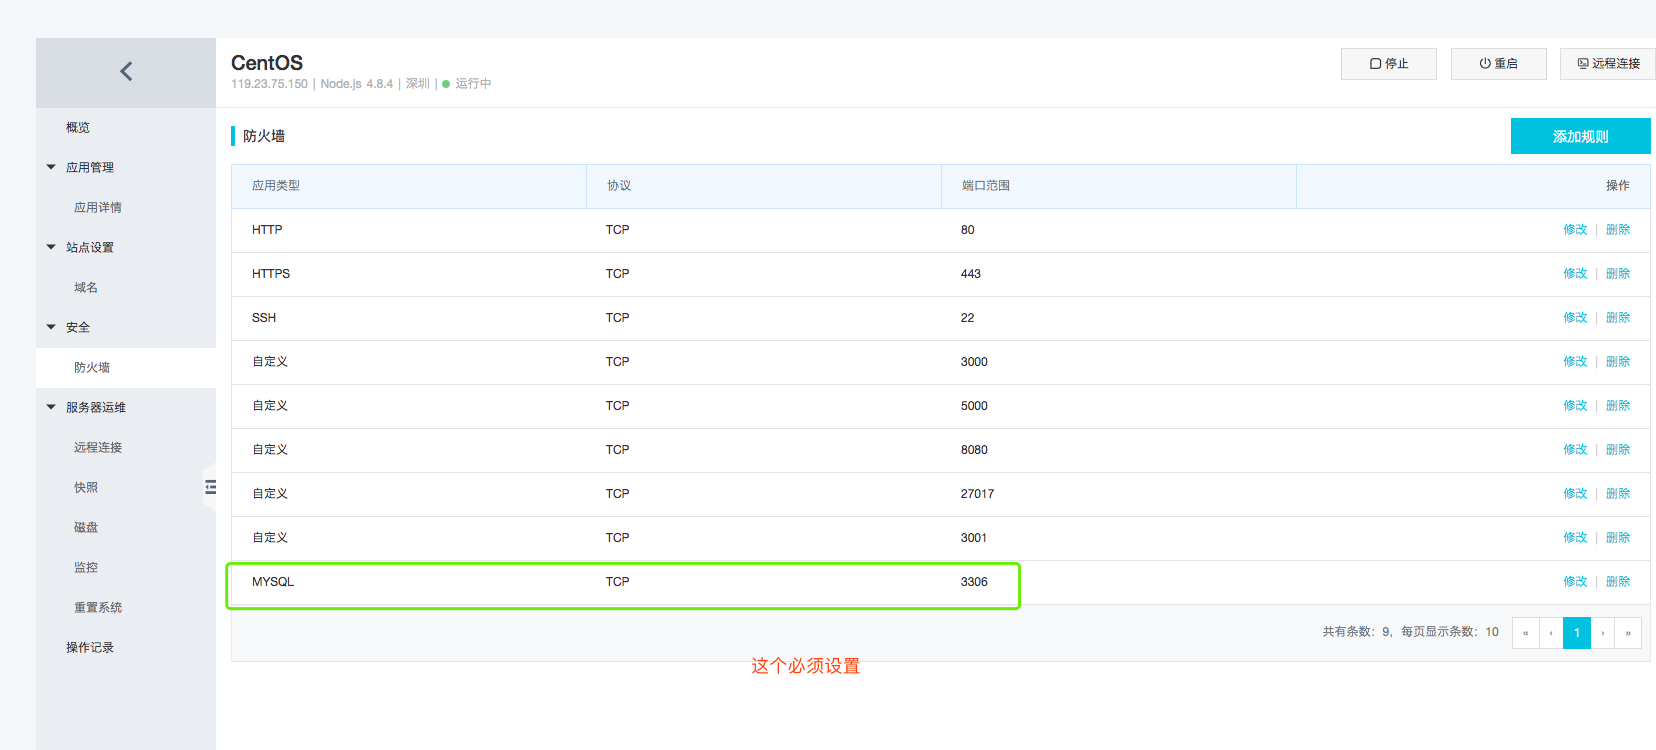 CentOS
119.23.75.150 | Node.js 4.8.4 | 深圳 | 运行中
停止
重启
远程连接
概览
应用管理
应用详情
站点设置
域名
安全
防火墙
服务器运维
远程连接
快照
磁盘
监控
重置系统
操作记录
防火墙
添加规则
应用类型 协议 端口范围 操作
HTTP TCP 80 修改 | 删除
HTTPS TCP 443 修改 | 删除
SSH TCP 22 修改 | 删除
自定义 TCP 3000 修改 | 删除
自定义 TCP 5000 修改 | 删除
自定义 TCP 8080 修改 | 删除
自定义 TCP 27017 修改 | 删除
自定义 TCP 3001 修改 | 删除
MYSQL TCP 3306 修改 | 删除
共有条数: 9, 每页显示条数: 10 « ‹ 1 › »
这个必须设置